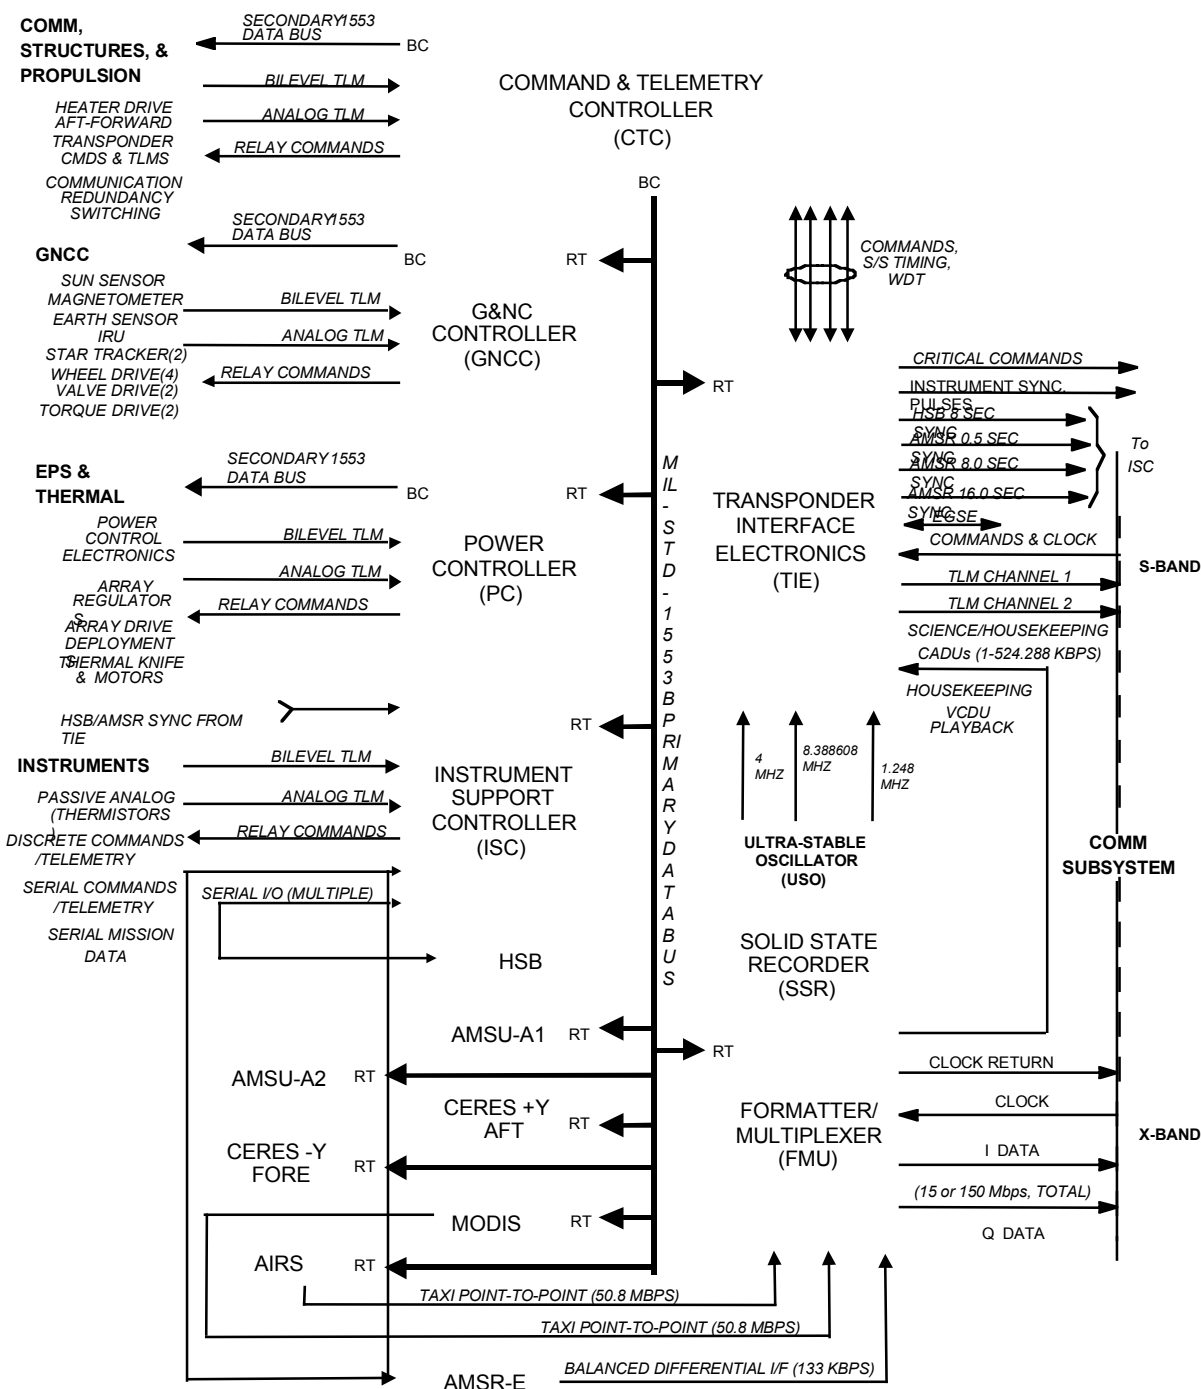 COMM,
STRUCTURES, &
PROPULSION
SECONDARY1553
DATA BUS
BC
BILEVEL TLM
HEATER DRIVE
AFT-FORWARD
ANALOG TLM
TRANSPONDER
CMDS & TLMS
RELAY COMMANDS
COMMUNICATION
REDUNDANCY
SWITCHING
COMMAND & TELEMETRY
CONTROLLER
(CTC)
BC
SECONDARY1553
DATA BUS
GNCC
BC
RT
SUN SENSOR
MAGNETOMETER
EARTH SENSOR
IRU
STAR TRACKER(2)
WHEEL DRIVE(4)
VALVE DRIVE(2)
TORQUE DRIVE(2)
BILEVEL TLM
ANALOG TLM
RELAY COMMANDS
G&NC
CONTROLLER
(GNCC)
COMMANDS,
S/S TIMING,
WDT
RT
CRITICAL COMMANDS
INSTRUMENT SYNC.
PULSES
HSB 8 SEC
SYNC
AMSR 0.5 SEC
SYNC
AMSR 8.0 SEC
SYNC
AMSR 16.0 SEC
SYNC
To
ISC
EGSE
COMMANDS & CLOCK
S-BAND
TLM CHANNEL 1
TLM CHANNEL 2
SCIENCE/HOUSEKEEPING
CADUs (1-524.288 KBPS)
HOUSEKEEPING
VCDU
PLAYBACK
EPS &
THERMAL
SECONDARY1553
DATA BUS
BC
RT
POWER
CONTROL
ELECTRONICS
BILEVEL TLM
ANALOG TLM
ARRAY
REGULATOR
S
RELAY COMMANDS
ARRAY DRIVE
DEPLOYMENT
S
THERMAL KNIFE
& MOTORS
POWER
CONTROLLER
(PC)
MIL-STD-1553B PRIMARY DATA BUS
TRANSPONDER
INTERFACE
ELECTRONICS
(TIE)
HSB/AMSR SYNC FROM
TIE
RT
INSTRUMENTS
BILEVEL TLM
PASSIVE ANALOG
(THERMISTORS
)
ANALOG TLM
DISCRETE COMMANDS
/TELEMETRY
RELAY COMMANDS
INSTRUMENT
SUPPORT
CONTROLLER
(ISC)
4
MHZ
8.388608
MHZ
1.248
MHZ
ULTRA-STABLE
OSCILLATOR
(USO)
COMM
SUBSYSTEM
SERIAL COMMANDS
/TELEMETRY
SERIAL I/O (MULTIPLE)
SERIAL MISSION
DATA
HSB
SOLID STATE
RECORDER
(SSR)
AMSU-A1
RT
RT
AMSU-A2
RT
CLOCK RETURN
CERES +Y
AFT
RT
FORMATTER/
MULTIPLEXER
(FMU)
CLOCK
X-BAND
CERES -Y
FORE
RT
I DATA
(15 or 150 Mbps, TOTAL)
Q DATA
MODIS
RT
AIRS
RT
TAXI POINT-TO-POINT (50.8 MBPS)
TAXI POINT-TO-POINT (50.8 MBPS)
AMSR-E
BALANCED DIFFERENTIAL I/F (133 KBPS)